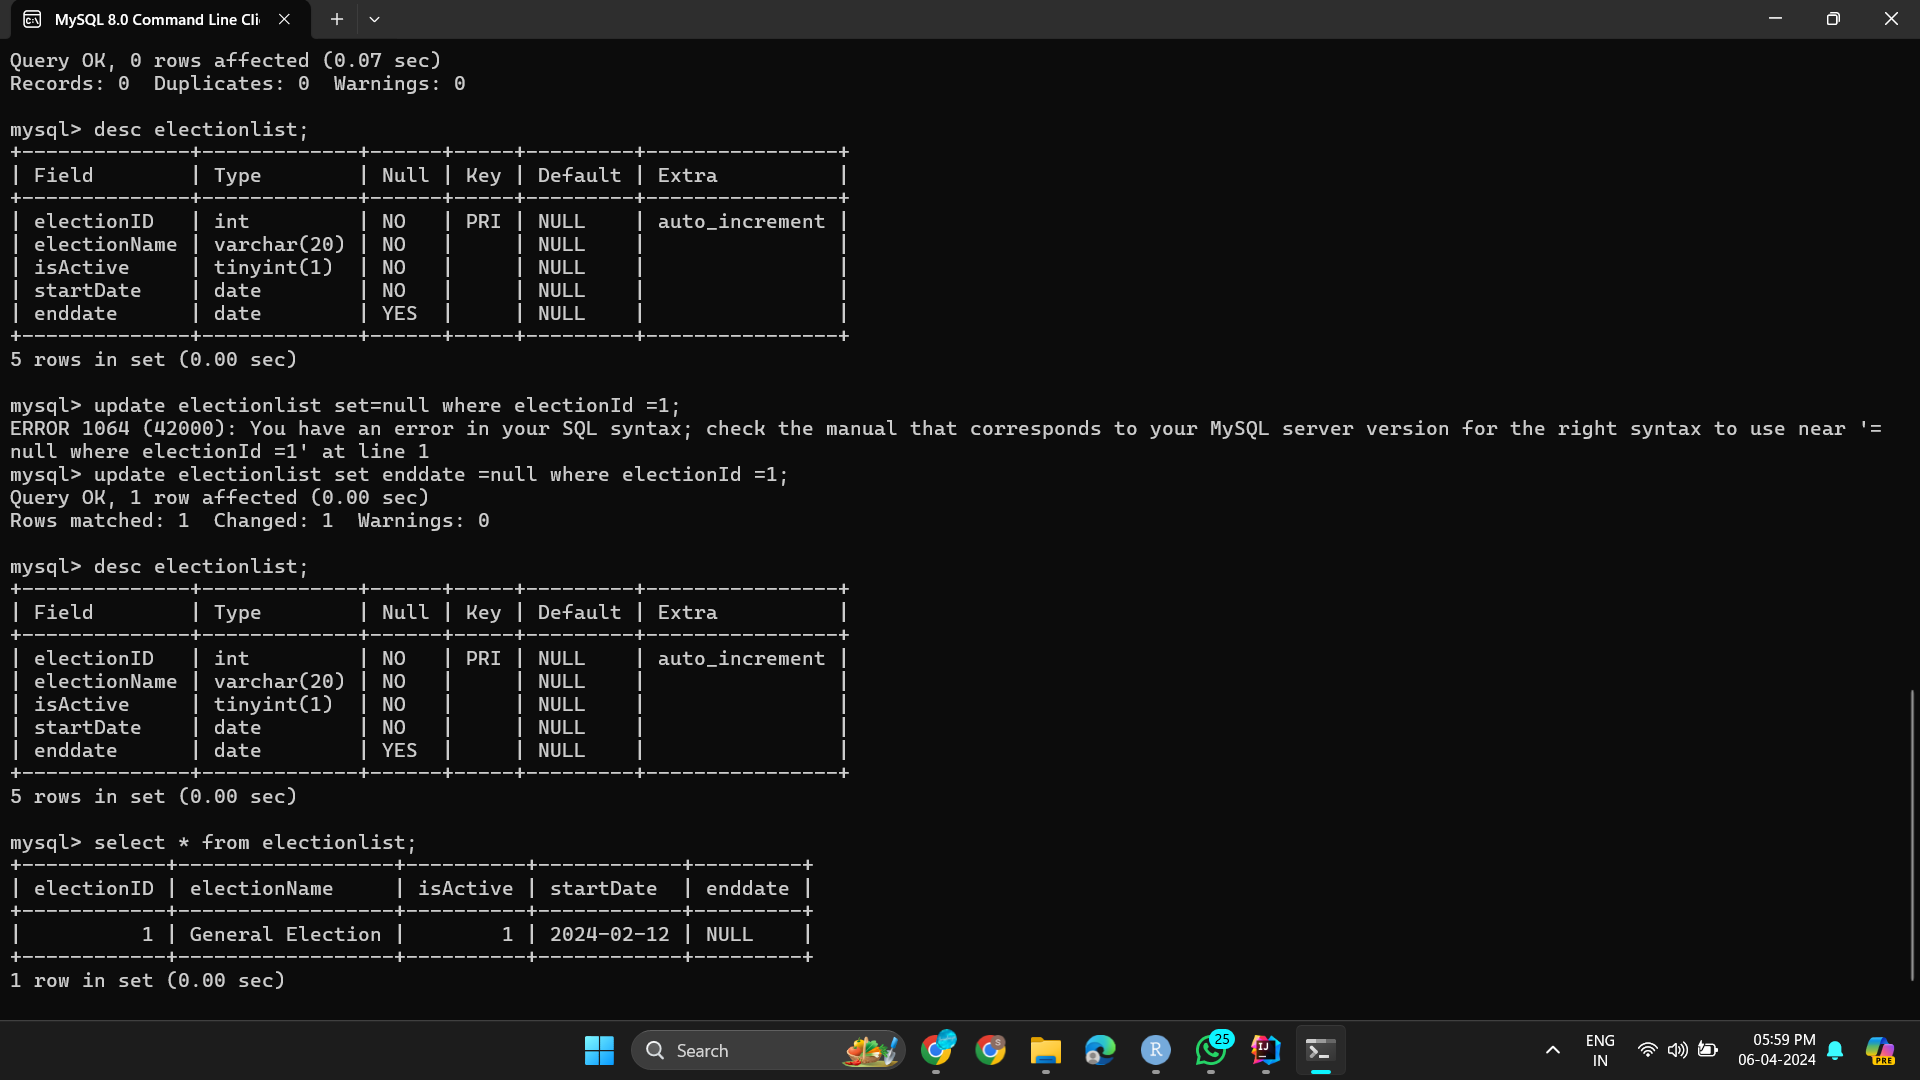 MySQL 8.0 Command Line Cli
Query OK, 0 rows affected (0.07 sec)
Records: 0  Duplicates: 0  Warnings: 0

mysql> desc electionlist;
+--------------+-------------+------+-----+---------+----------------+
| Field        | Type        | Null | Key | Default | Extra          |
+--------------+-------------+------+-----+---------+----------------+
| electionID   | int         | NO   | PRI | NULL    | auto_increment |
| electionName | varchar(20) | NO   |     | NULL    |                |
| isActive     | tinyint(1)  | NO   |     | NULL    |                |
| startDate    | date        | NO   |     | NULL    |                |
| enddate      | date        | YES  |     | NULL    |                |
+--------------+-------------+------+-----+---------+----------------+
5 rows in set (0.00 sec)

mysql> update electionlist set=null where electionId =1;
ERROR 1064 (42000): You have an error in your SQL syntax; check the manual that corresponds to your MySQL server version for the right syntax to use near '=
null where electionId =1' at line 1
mysql> update electionlist set enddate =null where electionId =1;
Query OK, 1 row affected (0.00 sec)
Rows matched: 1  Changed: 1  Warnings: 0

mysql> desc electionlist;
+--------------+-------------+------+-----+---------+----------------+
| Field        | Type        | Null | Key | Default | Extra          |
+--------------+-------------+------+-----+---------+----------------+
| electionID   | int         | NO   | PRI | NULL    | auto_increment |
| electionName | varchar(20) | NO   |     | NULL    |                |
| isActive     | tinyint(1)  | NO   |     | NULL    |                |
| startDate    | date        | NO   |     | NULL    |                |
| enddate      | date        | YES  |     | NULL    |                |
+--------------+-------------+------+-----+---------+----------------+
5 rows in set (0.00 sec)

mysql> select * from electionlist;
+------------+------------------+----------+------------+---------+
| electionID | electionName     | isActive | startDate  | enddate |
+------------+------------------+----------+------------+---------+
|          1 | General Election |        1 | 2024-02-12 | NULL    |
+------------+------------------+----------+------------+---------+
1 row in set (0.00 sec)
Search
S
R
25
IJ
ENG
IN
05:59 PM
06-04-2024
PRE